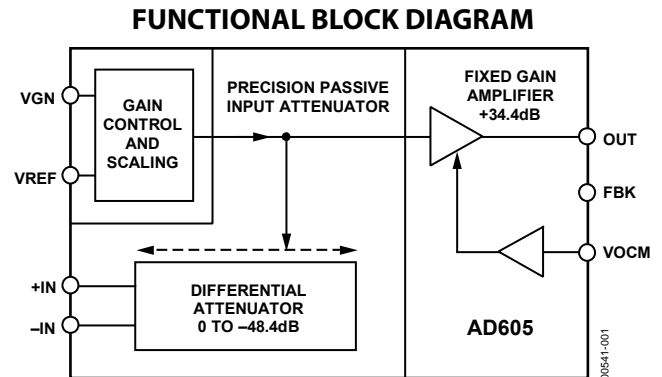 FUNCTIONAL BLOCK DIAGRAM
VGN
VREF
GAIN
CONTROL
AND
SCALING
PRECISION PASSIVE
INPUT ATTENUATOR
FIXED GAIN
AMPLIFIER
+34.4dB
OUT
FBK
VOCM
+IN
–IN
DIFFERENTIAL
ATTENUATOR
0 TO –48.4dB
AD605
00541-001